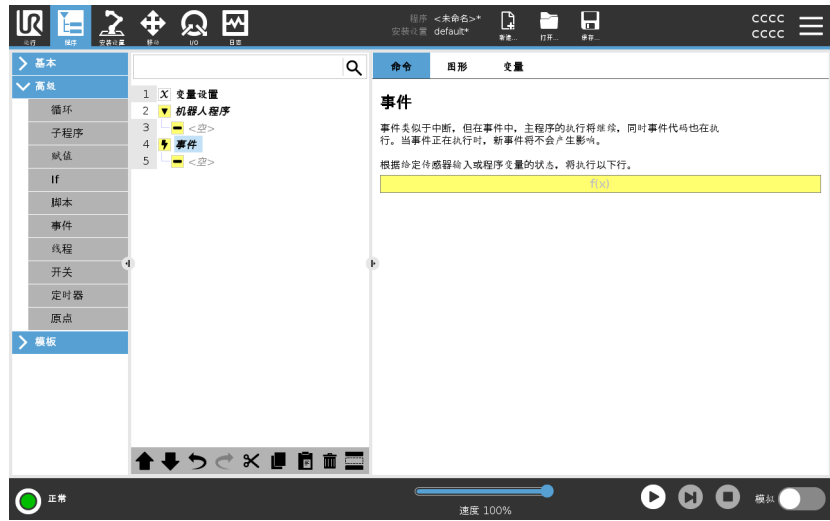 UR
运行
程序
安装设置
移动
I/O
日志
程序 <未命名>*
安装设置 default*
新建...
打开...
保存...
CCCC
CCCC
基本
高级
循环
子程序
赋值
If
脚本
事件
线程
开关
定时器
原点
模板
1 X 变量设置
2 机器人程序
3 <空>
4 事件
5 <空>
命令 图形 变量
事件
事件类似于中断，但在事件中，主程序的执行将继续，同时事件代码也在执
行。当事件正在执行时，新事件将不会产生影响。
根据给定传感器输入或程序变量的状态，将执行以下行。
f(x)
正常
速度 100%
模拟